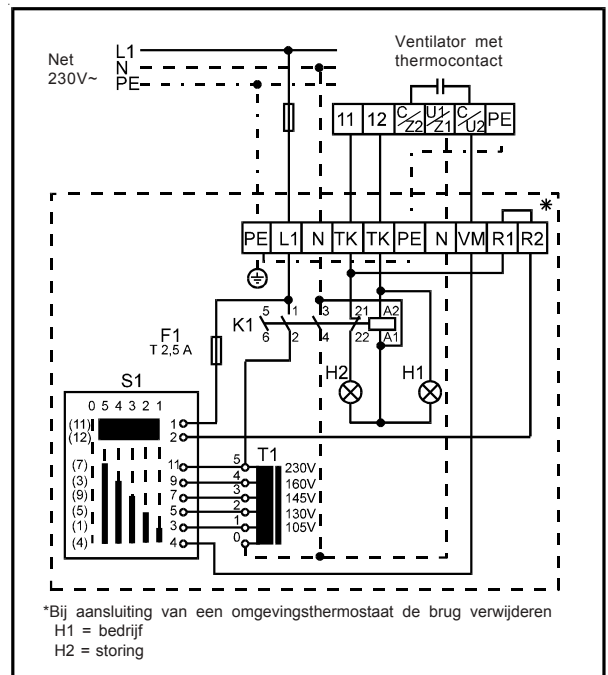 Net
230V~
L1
N
PE
Ventilator met
thermocontact
11 12 C/Z2 U1/Z1 C/U2 PE
*
PE L1 N TK TK PE N VM R1 R2
K1 5 1 3 21 A2
6 2 4 22 A1
F1
T 2,5 A
H2 H1
S1
0 5 4 3 2 1
(11) 1
(12) 2
T1
(7) 11 5 230V
(3) 9 4 160V
(9) 7 3 145V
(5) 5 2 130V
(1) 3 1 105V
(4) 4 0
*Bij aansluiting van een omgevingsthermostaat de brug verwijderen
H1 = bedrijf
H2 = storing